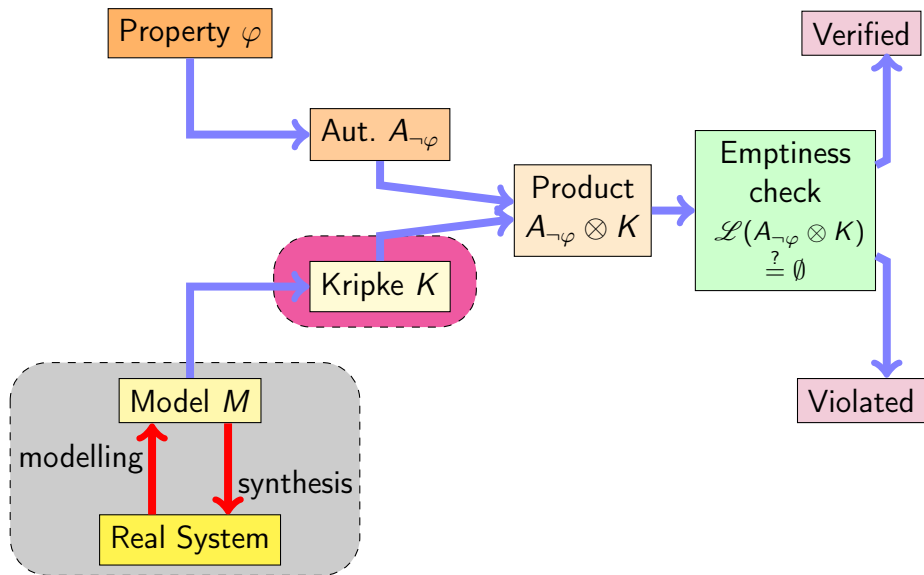 Property φ
Verified
Aut. A¬φ
Emptiness
check
ℒ(A¬φ ⊗ K)
?
= ∅
Product
A¬φ ⊗ K
Kripke K
Model M
Violated
modelling
synthesis
Real System